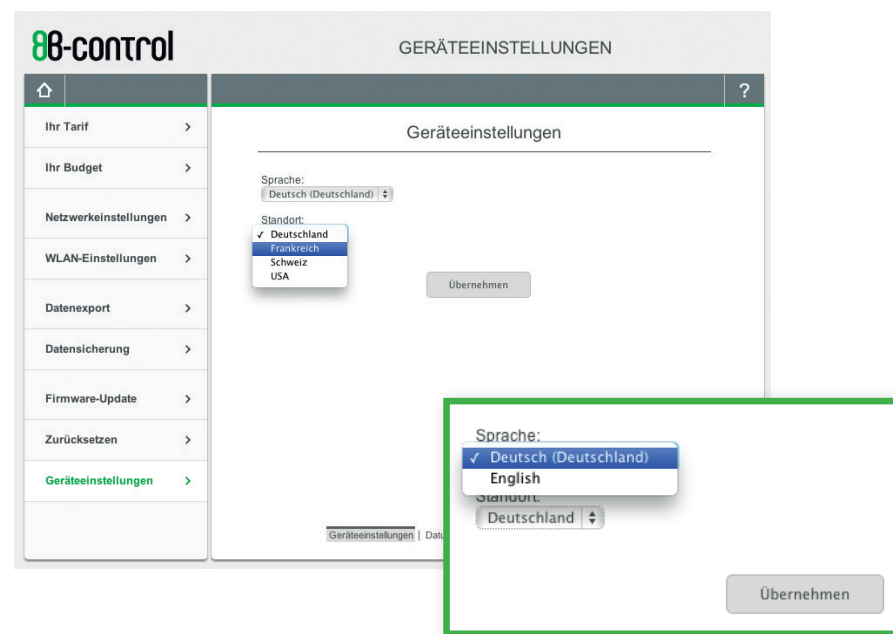 88-control
GERÄTEEINSTELLUNGEN
?
Ihr Tarif
Ihr Budget
Netzwerkeinstellungen
WLAN-Einstellungen
Datenexport
Datensicherung
Firmware-Update
Zurücksetzen
Geräteeinstellungen
Geräteeinstellungen
Sprache:
Deutsch (Deutschland)
Standort:
✓ Deutschland
Frankreich
Schweiz
USA
Übernehmen
Geräteeinstellungen |
Sprache:
✓ Deutsch (Deutschland)
English
Standort:
Deutschland
Übernehmen